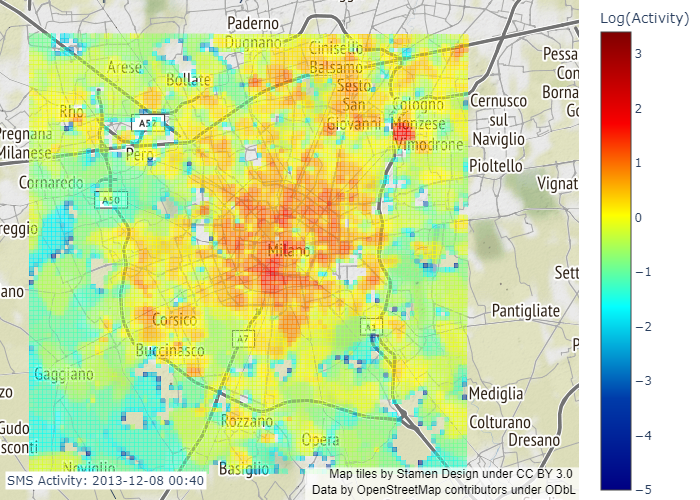 Log(Activity)
3
2
1
0
−1
−2
−3
−4
−5
Paderno
Dugnano
Cinisello
Balsamo
Arese
Bollate
Sesto
San
Giovanni
Cologno
Monzese
Vimodrone
Cernusco
sul
Naviglio
Pessa
Con
Borna
Go
Rho
A52
Pregnana
Milanese
Pero
Pioltello
Cornaredo
Vignat
A50
reggio
Milano
Sett
ano
Pantigliate
Corsico
A1
A7
P
Buccinasco
Gaggiano
zo
Mediglia
Rozzano
Colturano
Gudo
Opera
Dresano
sconti
Noviglio
Basiglio
SMS Activity: 2013-12-08 00:40
Map tiles by Stamen Design under CC BY 3.0
Data by OpenStreetMap contributors under ODbL